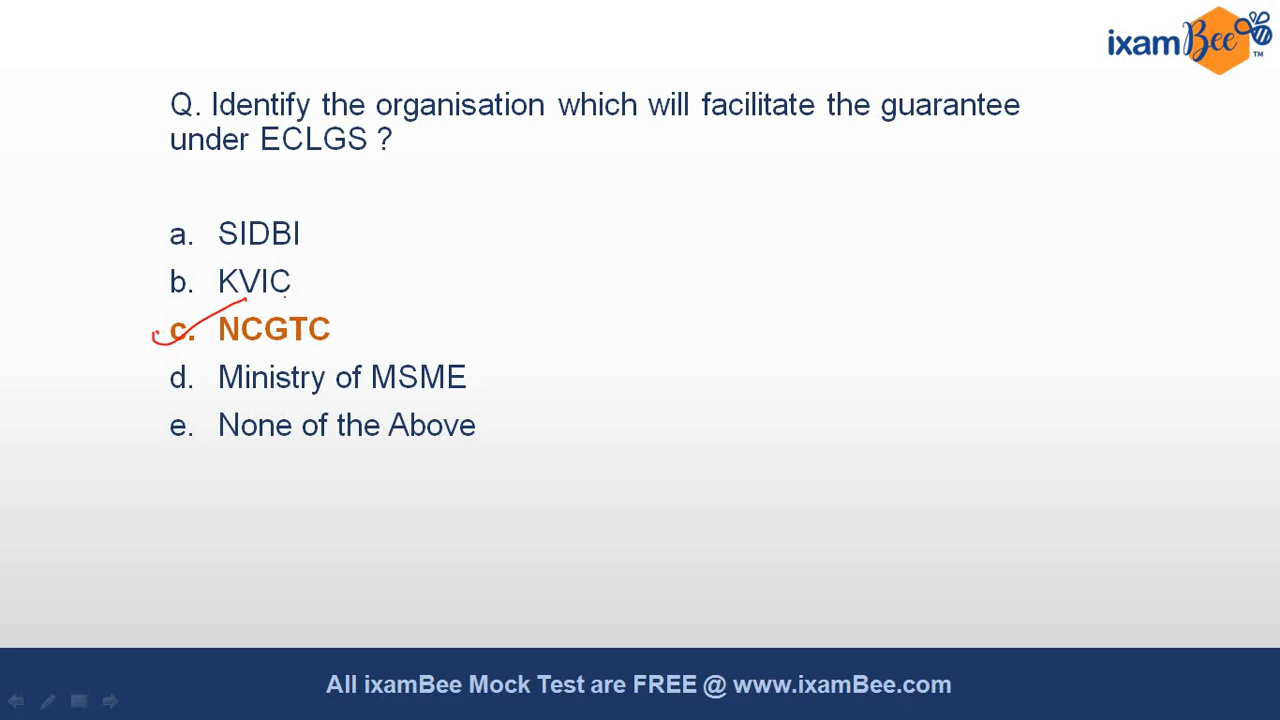 ixamBee
TM
Q. Identify the organisation which will facilitate the guarantee
under ECLGS ?
a. SIDBI
b. KVIC
c. NCGTC
d. Ministry of MSME
e. None of the Above
All ixamBee Mock Test are FREE @ www.ixamBee.com